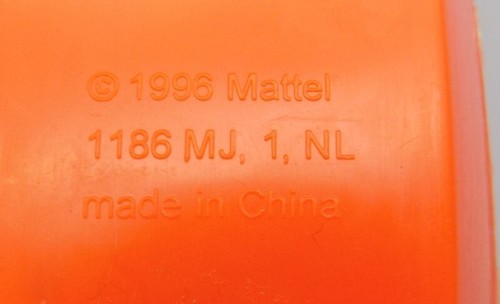 © 1996 Mattel
1186 MJ, 1, NL
made in China